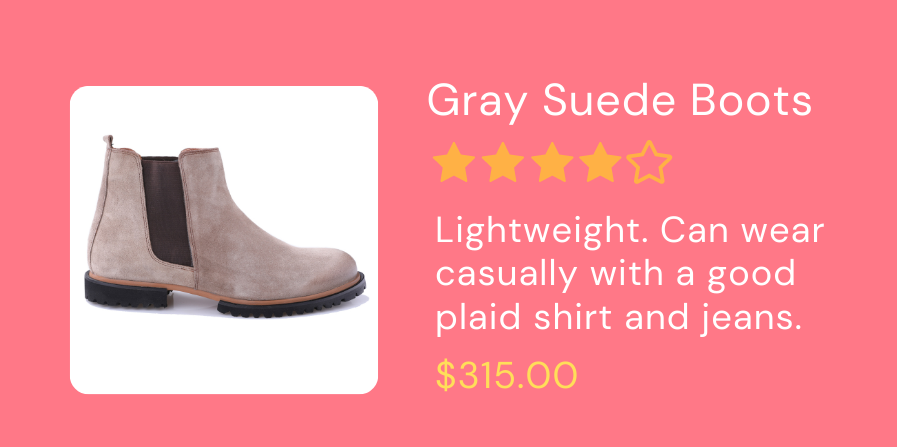 Gray Suede Boots
Lightweight. Can wear
casually with a good
plaid shirt and jeans.
$315.00